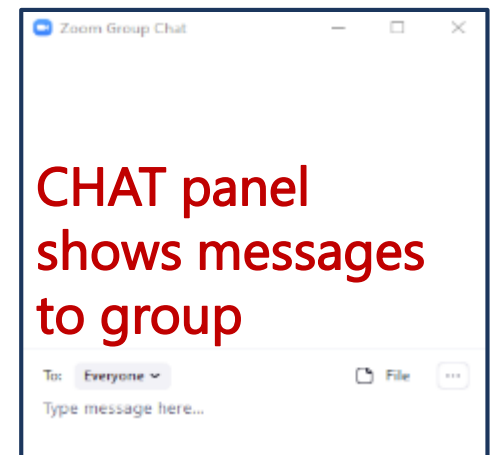 Zoom Group Chat
CHAT panel
shows messages
to group
To: Everyone File ...
Type message here...